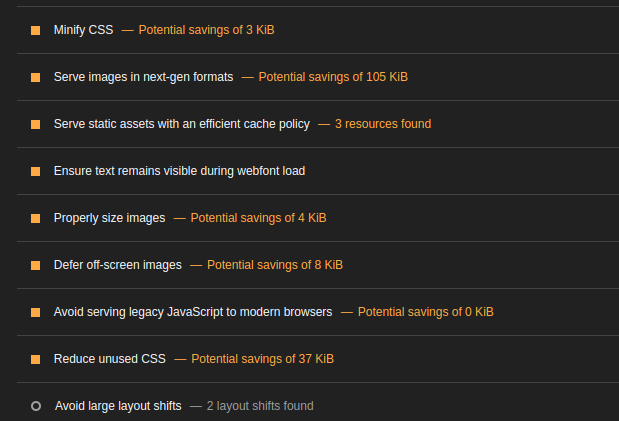 Minify CSS — Potential savings of 3 KiB
Serve images in next-gen formats — Potential savings of 105 KiB
Serve static assets with an efficient cache policy — 3 resources found
Ensure text remains visible during webfont load
Properly size images — Potential savings of 4 KiB
Defer off-screen images — Potential savings of 8 KiB
Avoid serving legacy JavaScript to modern browsers — Potential savings of 0 KiB
Reduce unused CSS — Potential savings of 37 KiB
Avoid large layout shifts — 2 layout shifts found